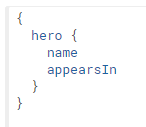 {
  hero {
    name
    appearsIn
  }
}